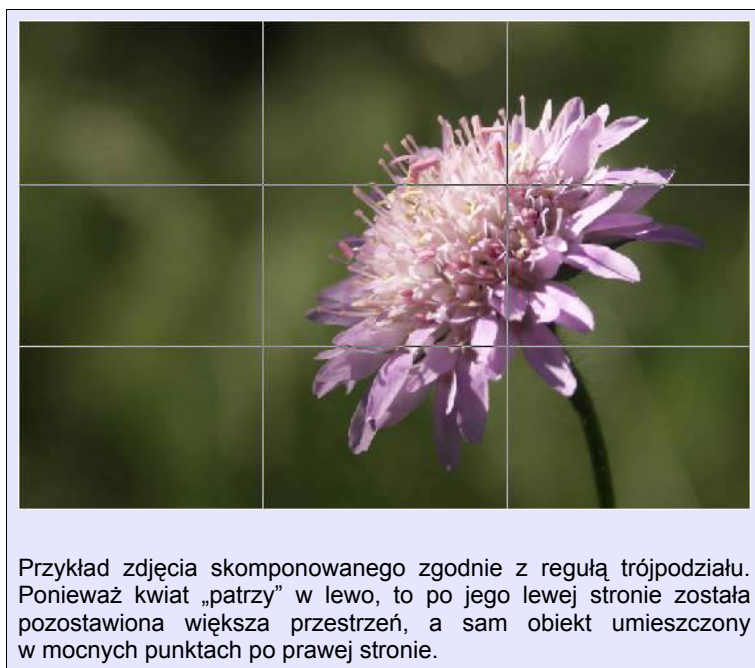 Przykład zdjęcia skomponowanego zgodnie z regułą trójpodziału.
Ponieważ kwiat „patrzy” w lewo, to po jego lewej stronie została
pozostawiona większa przestrzeń, a sam obiekt umieszczony
w mocnych punktach po prawej stronie.